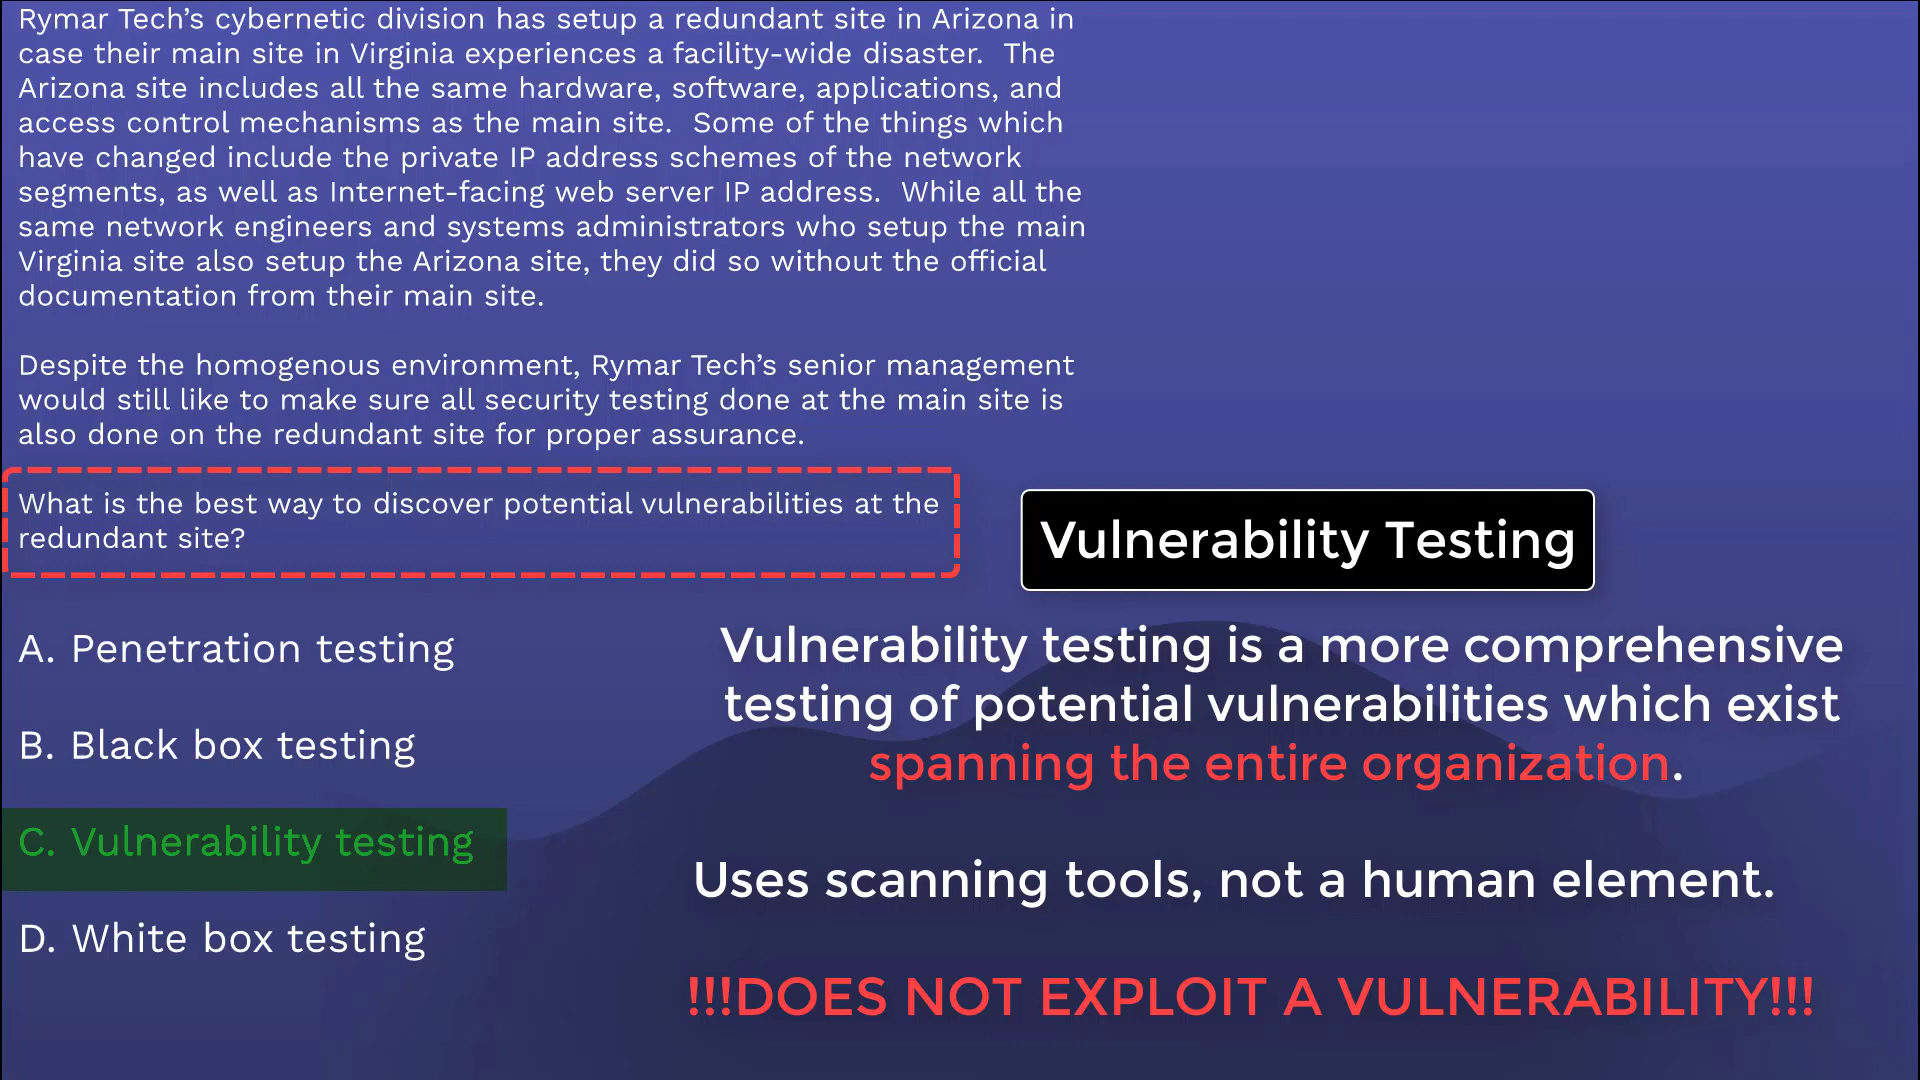 Rymar Tech’s cybernetic division has setup a redundant site in Arizona in
case their main site in Virginia experiences a facility-wide disaster.  The
Arizona site includes all the same hardware, software, applications, and
access control mechanisms as the main site.  Some of the things which
have changed include the private IP address schemes of the network
segments, as well as Internet-facing web server IP address.  While all the
same network engineers and systems administrators who setup the main
Virginia site also setup the Arizona site, they did so without the official
documentation from their main site.
Despite the homogenous environment, Rymar Tech’s senior management
would still like to make sure all security testing done at the main site is
also done on the redundant site for proper assurance.
What is the best way to discover potential vulnerabilities at the
redundant site?
A. Penetration testing
B. Black box testing
C. Vulnerability testing
D. White box testing
Vulnerability Testing
Vulnerability testing is a more comprehensive
testing of potential vulnerabilities which exist
spanning the entire organization.
Uses scanning tools, not a human element.
!!!DOES NOT EXPLOIT A VULNERABILITY!!!